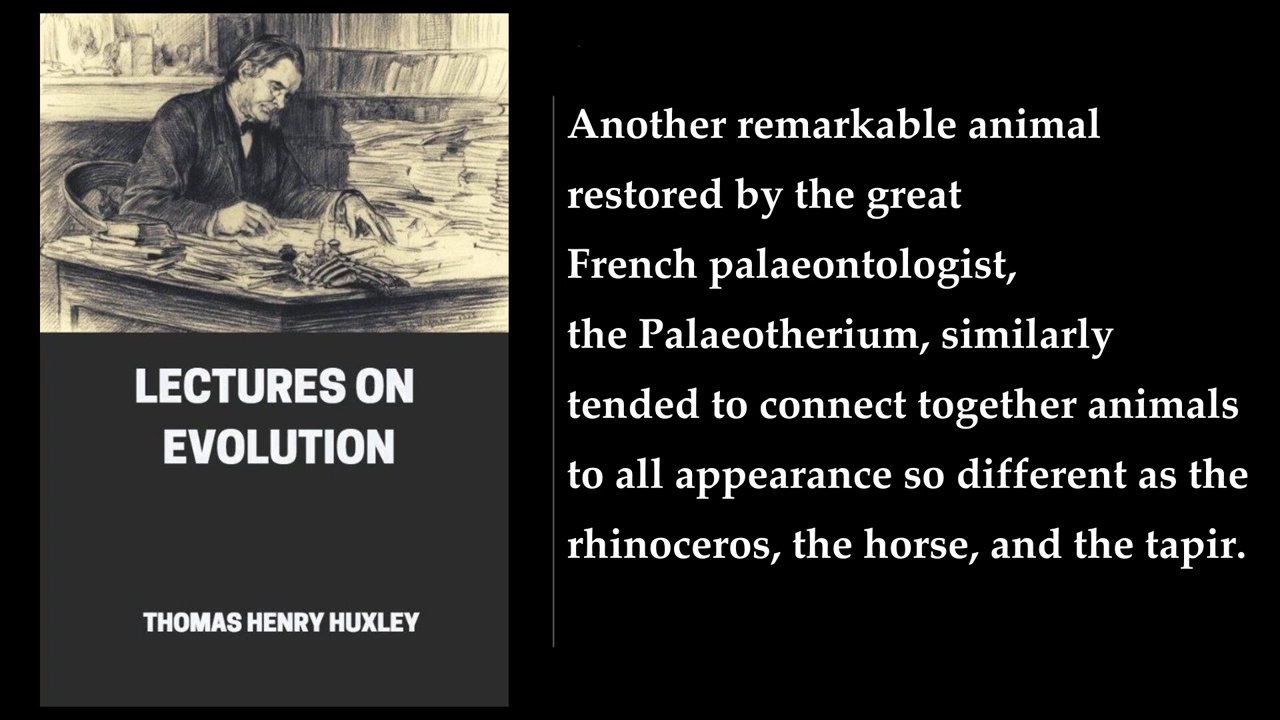 LECTURES ON
EVOLUTION
THOMAS HENRY HUXLEY
Another remarkable animal
restored by the great
French palaeontologist,
the Palaeotherium, similarly
tended to connect together animals
to all appearance so different as the
rhinoceros, the horse, and the tapir.